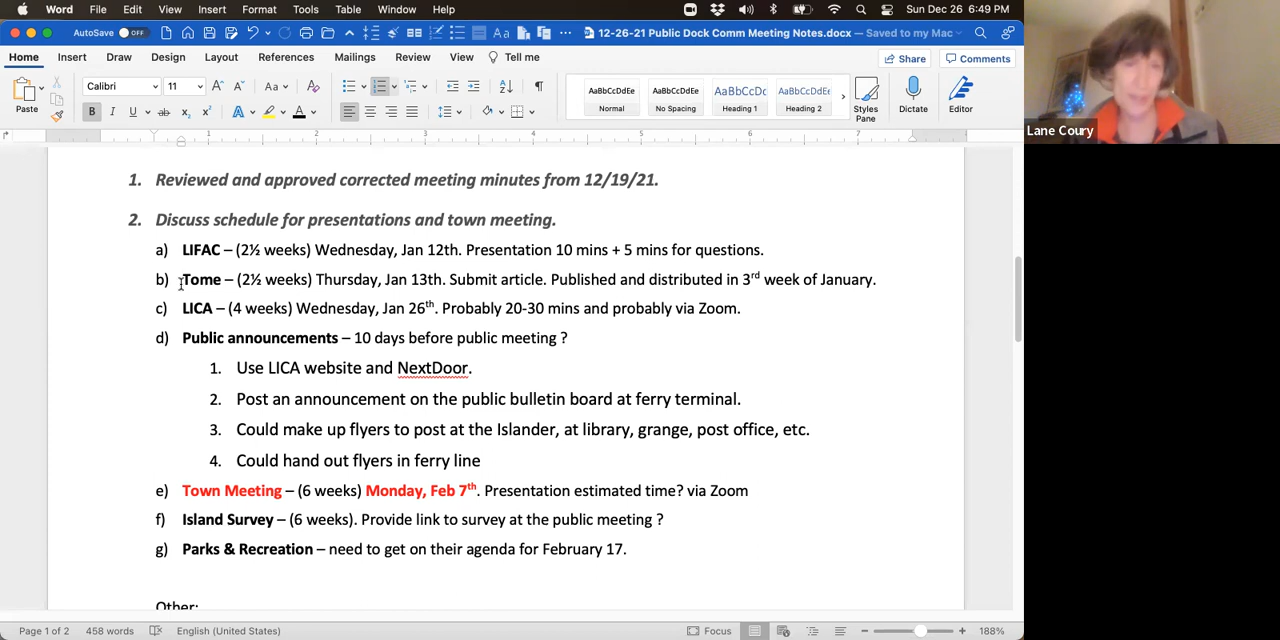 Word File Edit View Insert Format Tools Table Window Help Sun Dec 26 6:49 PM
AutoSave OFF 12-26-21 Public Dock Comm Meeting Notes.docx — Saved to my Mac
Home Insert Draw Design Layout References Mailings Review View Tell me Share Comments
Paste Calibri 11 A A Aa A AaBbCcDdEe AaBbCcDdEe AaBbCcDc AaBbCcDdEe
B I U ab x₂ x² A A Normal No Spacing Heading 1 Heading 2 Styles Pane Dictate Editor
1 2 3 4 5 6 7
Lane Coury
1. Reviewed and approved corrected meeting minutes from 12/19/21.
2. Discuss schedule for presentations and town meeting.
a) LIFAC – (2½ weeks) Wednesday, Jan 12th. Presentation 10 mins + 5 mins for questions.
b) Tome – (2½ weeks) Thursday, Jan 13th. Submit article. Published and distributed in 3rd week of January.
c) LICA – (4 weeks) Wednesday, Jan 26th. Probably 20-30 mins and probably via Zoom.
d) Public announcements – 10 days before public meeting ?
1. Use LICA website and NextDoor.
2. Post an announcement on the public bulletin board at ferry terminal.
3. Could make up flyers to post at the Islander, at library, grange, post office, etc.
4. Could hand out flyers in ferry line
e) Town Meeting – (6 weeks) Monday, Feb 7th. Presentation estimated time? via Zoom
f) Island Survey – (6 weeks). Provide link to survey at the public meeting ?
g) Parks & Recreation – need to get on their agenda for February 17.
Other:
Page 1 of 2 458 words English (United States) Focus 188%